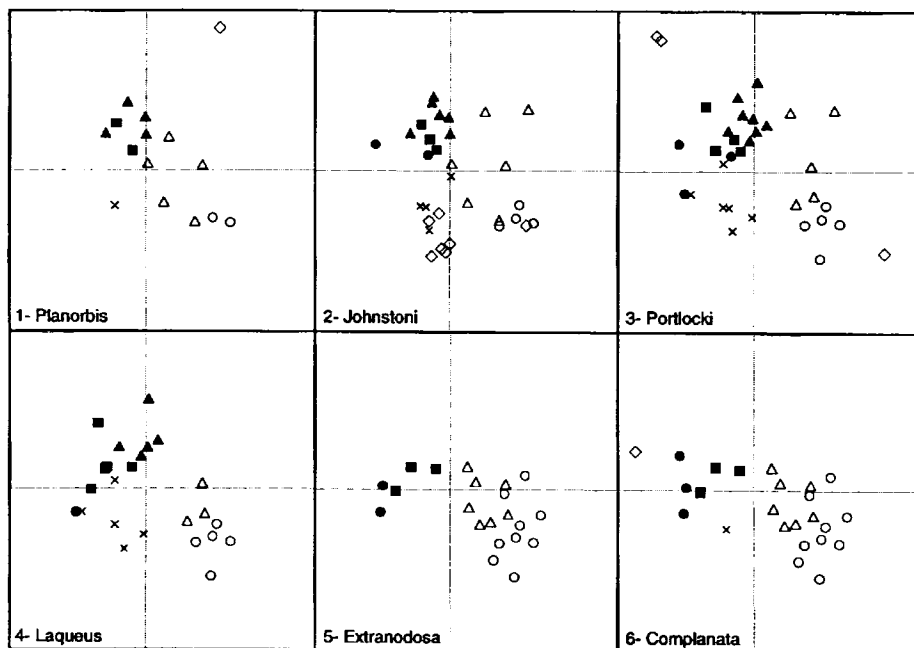 1- Planorbis
2- Johnstoni
3- Portlocki
4- Laqueus
5- Extranodosa
6- Complanata